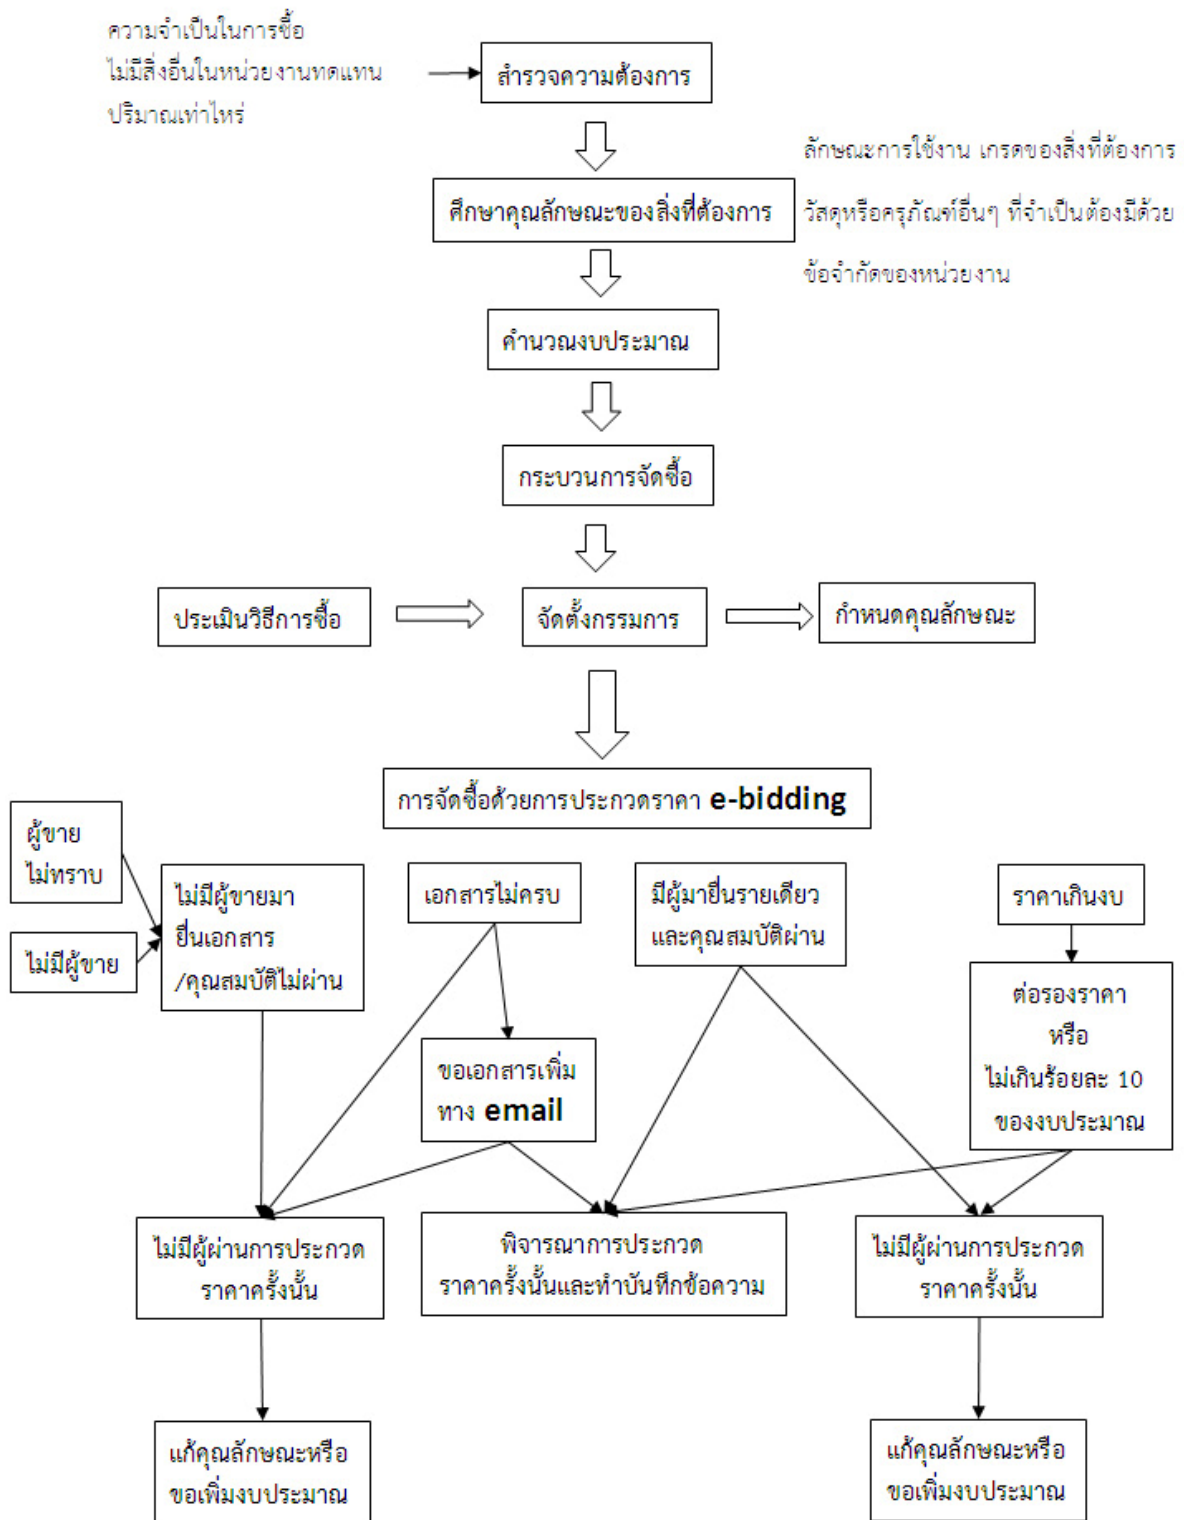 ความจำเป็นในการซื้อ
ไม่มีสิ่งอื่นในหน่วยงานทดแทน
ปริมาณเท่าไหร่
สำรวจความต้องการ
ลักษณะการใช้งาน เกรดของสิ่งที่ต้องการ
วัสดุหรือครุภัณฑ์อื่นๆ ที่จำเป็นต้องมีด้วย
ข้อจำกัดของหน่วยงาน
ศึกษาคุณลักษณะของสิ่งที่ต้องการ
คำนวณงบประมาณ
กระบวนการจัดซื้อ
ประเมินวิธีการซื้อ
จัดตั้งกรรมการ
กำหนดคุณลักษณะ
การจัดซื้อด้วยการประกวดราคา e-bidding
ผู้ขาย
ไม่ทราบ
ไม่มีผู้ขาย
ไม่มีผู้ขายมา
ยื่นเอกสาร
/คุณสมบัติไม่ผ่าน
เอกสารไม่ครบ
มีผู้มายื่นรายเดียว
และคุณสมบัติผ่าน
ราคาเกินงบ
ขอเอกสารเพิ่ม
ทาง email
ต่อรองราคา
หรือ
ไม่เกินร้อยละ 10
ของงบประมาณ
ไม่มีผู้ผ่านการประกวด
ราคาครั้งนั้น
พิจารณาการประกวด
ราคาครั้งนั้นและทำบันทึกข้อความ
ไม่มีผู้ผ่านการประกวด
ราคาครั้งนั้น
แก้คุณลักษณะหรือ
ขอเพิ่มงบประมาณ
แก้คุณลักษณะหรือ
ขอเพิ่มงบประมาณ